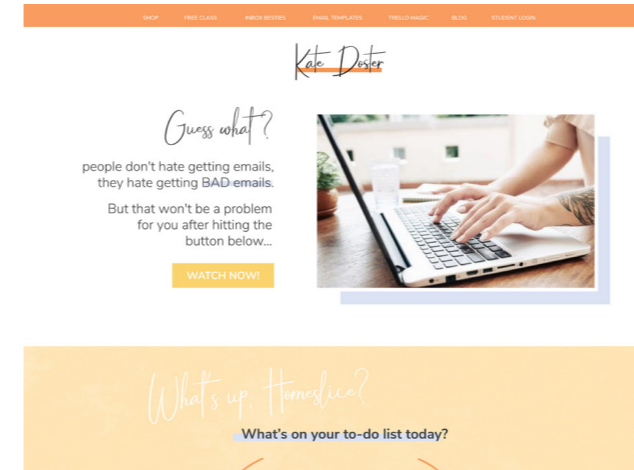 SHOP FREE CLASS INBOX BESTIES EMAIL TEMPLATES TRELLO MAGIC BLOG STUDENT LOGIN
Kate Doster
Guess what?
people don't hate getting emails,
they hate getting BAD emails.
But that won't be a problem
for you after hitting the
button below...
WATCH NOW!
What's up, Homeslice?
What's on your to-do list today?